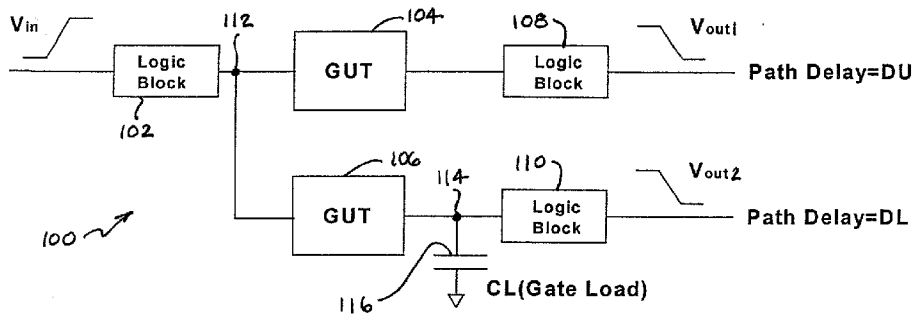 Vin
112
104
108
Vout1
Logic
Block
GUT
Logic
Block
Path Delay=DU
102
106
114
110
Vout2
GUT
Logic
Block
Path Delay=DL
100
116
CL(Gate Load)